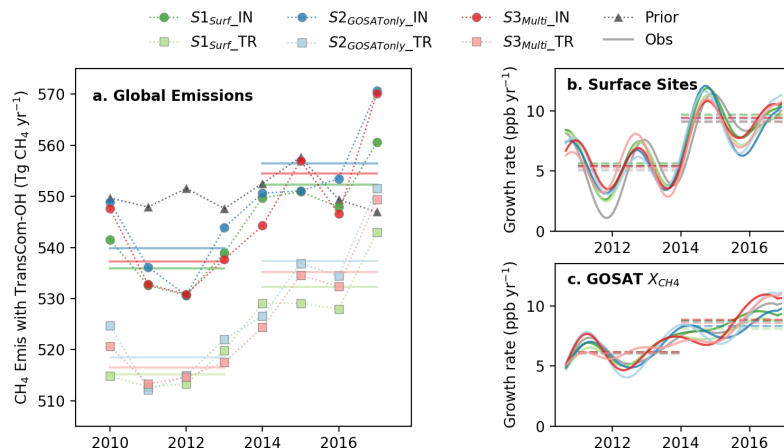 S1Surf_IN S2GOSATonly_IN S3Multi_IN Prior
S1Surf_TR S2GOSATonly_TR S3Multi_TR Obs
CH4 Emis with TransCom-OH (Tg CH4 yr−1)
a. Global Emissions
570
560
550
540
530
520
510
2010 2012 2014 2016
Growth rate (ppb yr−1)
b. Surface Sites
10
5
0
2012 2014 2016
Growth rate (ppb yr−1)
c. GOSAT XCH4
10
5
0
2012 2014 2016